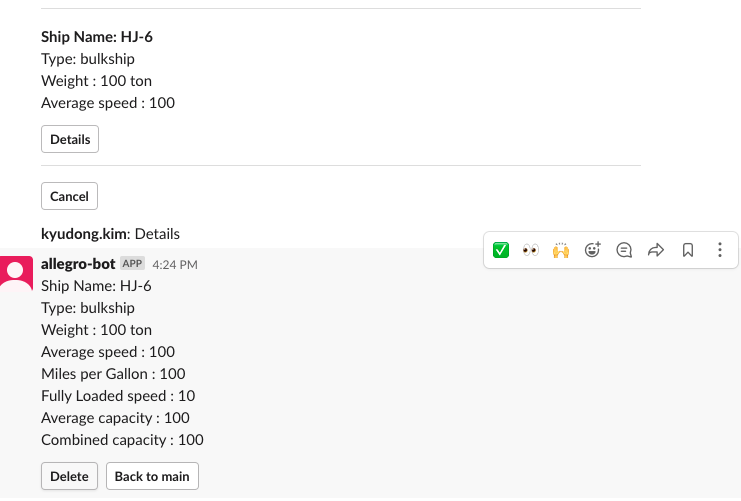 Ship Name: HJ-6
Type: bulkship
Weight : 100 ton
Average speed : 100
Details
Cancel
kyudong.kim: Details
allegro-bot APP 4:24 PM
Ship Name: HJ-6
Type: bulkship
Weight : 100 ton
Average speed : 100
Miles per Gallon : 100
Fully Loaded speed : 10
Average capacity : 100
Combined capacity : 100
Delete Back to main